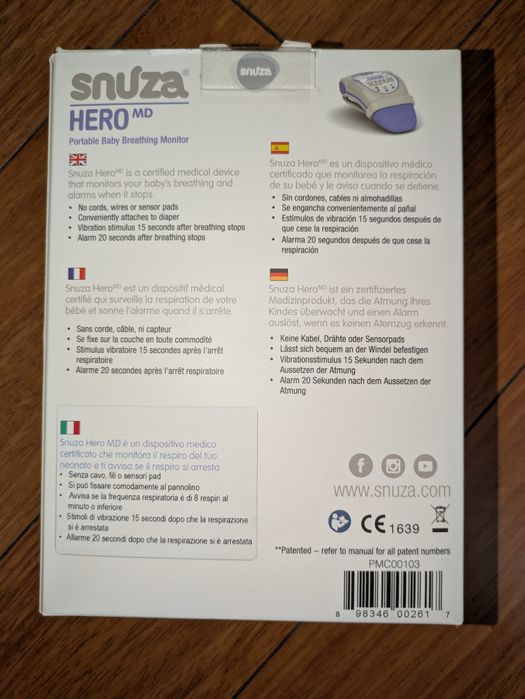 snuza
snuza®
HERO MD
Portable Baby Breathing Monitor
Snuza Hero MD is a certified medical device
that monitors your baby's breathing and
alarms when it stops.
• No cords, wires or sensor pads
• Conveniently attaches to diaper
• Vibration stimulus 15 seconds after breathing stops
• Alarm 20 seconds after breathing stops
Snuza Hero MD es un dispositivo médico
certificado que monitorea la respiración
de su bebé y le avisa cuando se detiene.
• Sin cordones, cables ni almohadillas
• Se engancha convenientemente al pañal
• Estímulos de vibración 15 segundos después de
que cese la respiración
• Alarma 20 segundos después de que cese la
respiración
Snuza Hero MD est un dispositif médical
certifié qui surveille la respiration de votre
bébé et sonne l'alarme quand il s'arrête.
• Sans corde, câble, ni capteur
• Se fixe sur la couche en toute commodité
• Stimulus vibratoire 15 secondes après l'arrêt
respiratoire
• Alarme 20 secondes après l'arrêt respiratoire
Snuza Hero MD ist ein zertifiziertes
Medizinprodukt, das die Atmung Ihres
Kindes überwacht und einen Alarm
auslöst, wenn es keinen Atemzug erkennt.
• Keine Kabel, Drähte oder Sensorpads
• Lässt sich bequem an der Windel befestigen
• Vibrationsstimulus 15 Sekunden nach dem
Aussetzen der Atmung
• Alarm 20 Sekunden nach dem Aussetzen der
Atmung
Snuza Hero MD è un dispositivo medico
certificato che monitora il respiro del tuo
neonato e ti avvisa se il respiro si arresta.
• Senza cavo, fili o sensori pad
• Si può fissare comodamente al pannolino
• Avvisa se la frequenza respiratoria è di 8 respiri al
minuto o inferiore
• Stimoli di vibrazione 15 secondi dopo che la respirazione
si è arrestata
• Allarme 20 secondi dopo che la respirazione si è arrestata
www.snuza.com
CE 1639
**Patented – refer to manual for all patent numbers
PMC00103
8 98346 00261 7